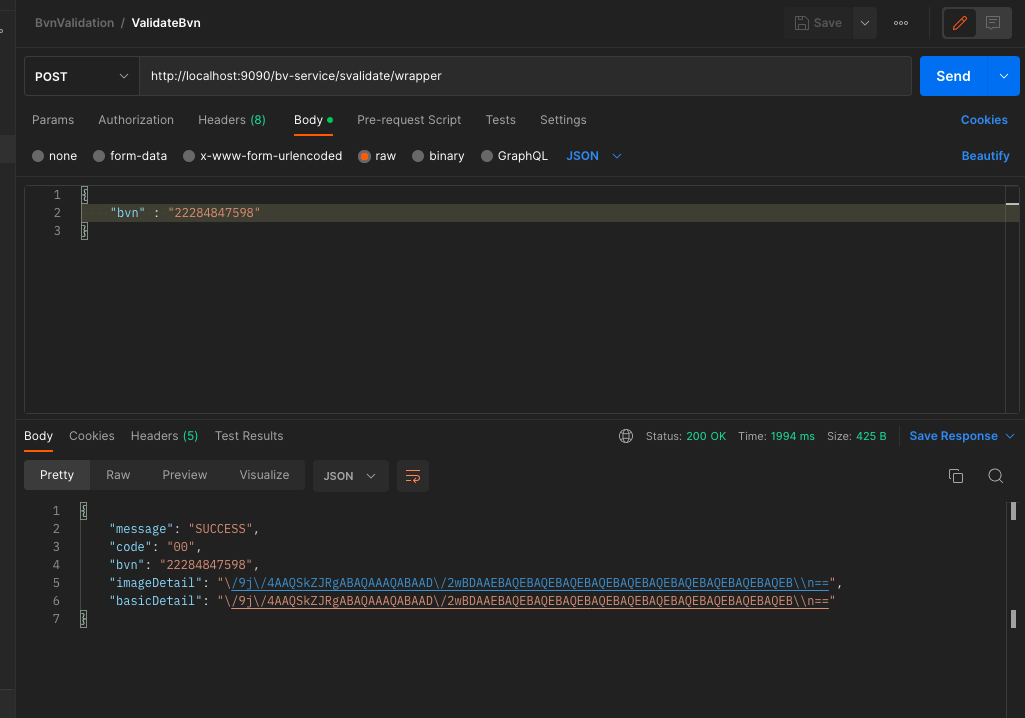 BvnValidation / ValidateBvn
Save
POST http://localhost:9090/bv-service/svalidate/wrapper Send
Params Authorization Headers (8) Body Pre-request Script Tests Settings Cookies
none form-data x-www-form-urlencoded raw binary GraphQL JSON Beautify
1 {
2 "bvn" : "22284847598"
3 }
Body Cookies Headers (5) Test Results Status: 200 OK Time: 1994 ms Size: 425 B Save Response
Pretty Raw Preview Visualize JSON
1 {
2 "message": "SUCCESS",
3 "code": "00",
4 "bvn": "22284847598",
5 "imageDetail": "\/9j\/4AAQSkZJRgABAQAAAQABAAD\/2wBDAAEBAQEBAQEBAQEBAQEBAQEBAQEBAQEBAQEBAQEBAQEB\\n==",
6 "basicDetail": "\/9j\/4AAQSkZJRgABAQAAAQABAAD\/2wBDAAEBAQEBAQEBAQEBAQEBAQEBAQEBAQEBAQEBAQEBAQEB\\n=="
7 }